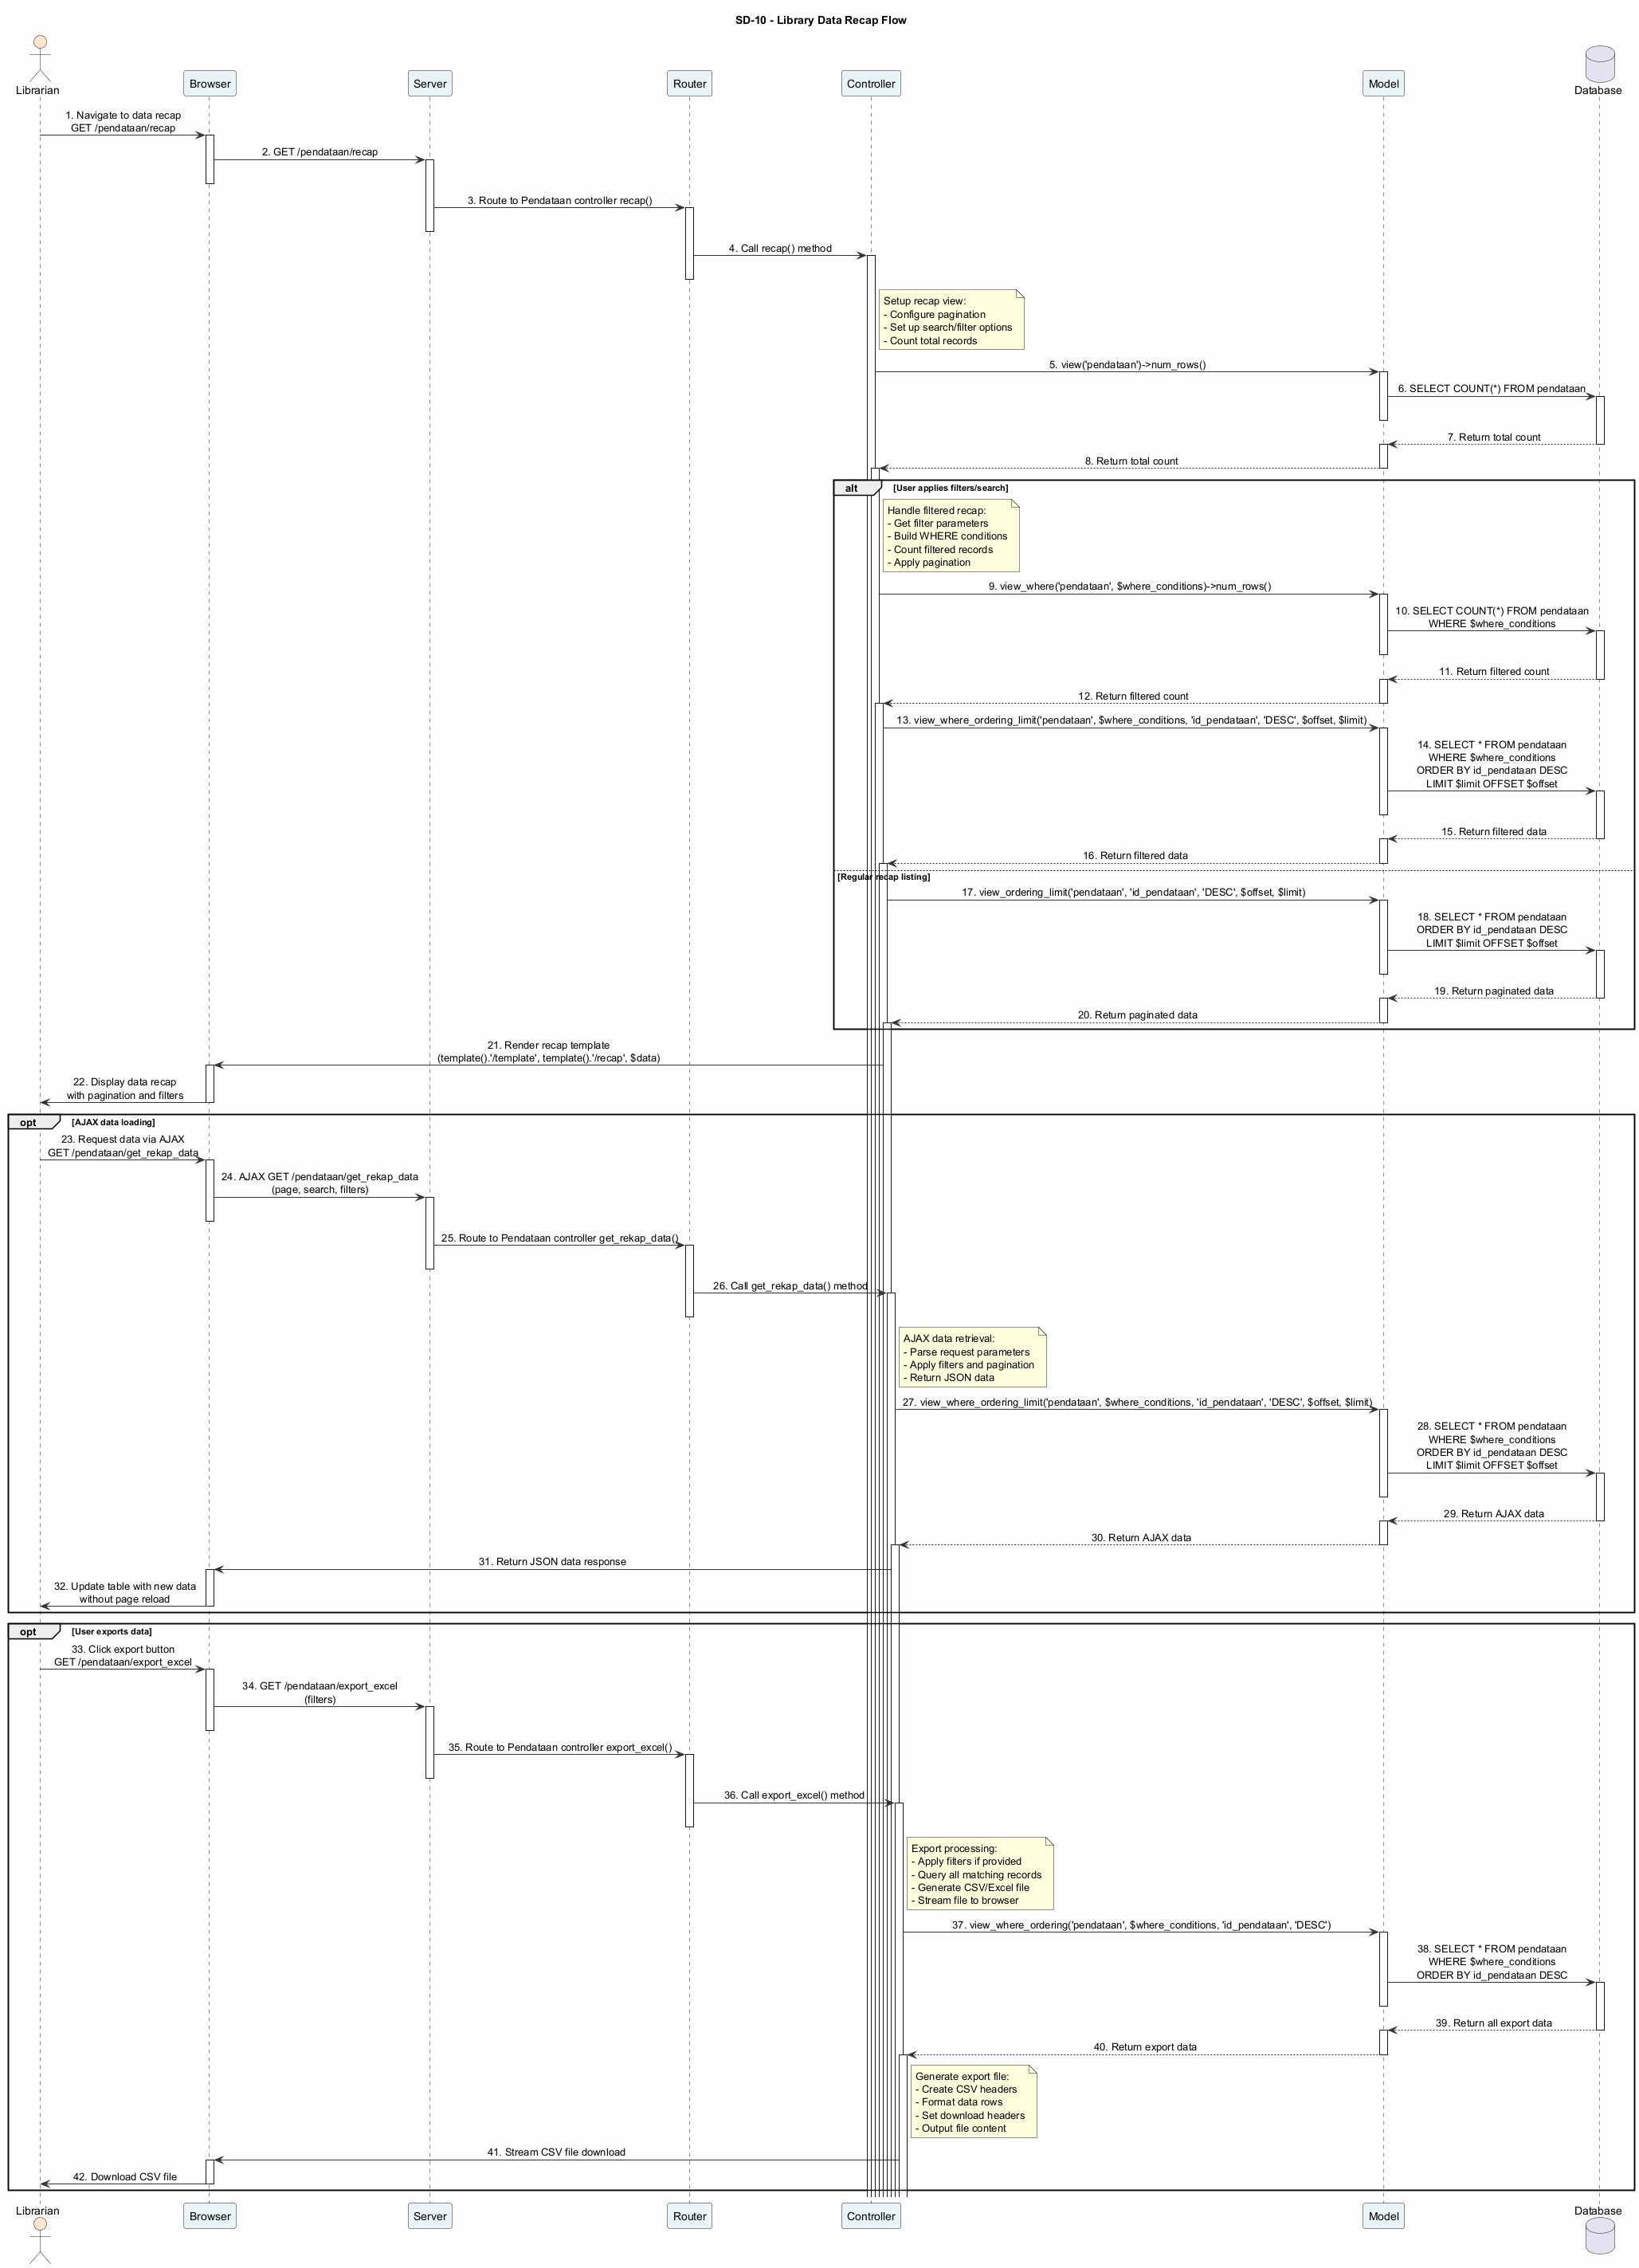 SD-10 - Library Data Recap Flow
Librarian
Browser
Server
Router
Controller
Model
Database
1. Navigate to data recap
GET /pendataan/recap
2. GET /pendataan/recap
3. Route to Pendataan controller recap()
4. Call recap() method
Setup recap view:
- Configure pagination
- Set up search/filter options
- Count total records
5. view('pendataan')->num_rows()
6. SELECT COUNT(*) FROM pendataan
7. Return total count
8. Return total count
alt
[User applies filters/search]
Handle filtered recap:
- Get filter parameters
- Build WHERE conditions
- Count filtered records
- Apply pagination
9. view_where('pendataan', $where_conditions)->num_rows()
10. SELECT COUNT(*) FROM pendataan
WHERE $where_conditions
11. Return filtered count
12. Return filtered count
13. view_where_ordering_limit('pendataan', $where_conditions, 'id_pendataan', 'DESC', $offset, $limit)
14. SELECT * FROM pendataan
WHERE $where_conditions
ORDER BY id_pendataan DESC
LIMIT $limit OFFSET $offset
15. Return filtered data
16. Return filtered data
[Regular recap listing]
17. view_ordering_limit('pendataan', 'id_pendataan', 'DESC', $offset, $limit)
18. SELECT * FROM pendataan
ORDER BY id_pendataan DESC
LIMIT $limit OFFSET $offset
19. Return paginated data
20. Return paginated data
21. Render recap template
(template().'/template', template().'/recap', $data)
22. Display data recap
with pagination and filters
opt
[AJAX data loading]
23. Request data via AJAX
GET /pendataan/get_rekap_data
24. AJAX GET /pendataan/get_rekap_data
(page, search, filters)
25. Route to Pendataan controller get_rekap_data()
26. Call get_rekap_data() method
AJAX data retrieval:
- Parse request parameters
- Apply filters and pagination
- Return JSON data
27. view_where_ordering_limit('pendataan', $where_conditions, 'id_pendataan', 'DESC', $offset, $limit)
28. SELECT * FROM pendataan
WHERE $where_conditions
ORDER BY id_pendataan DESC
LIMIT $limit OFFSET $offset
29. Return AJAX data
30. Return AJAX data
31. Return JSON data response
32. Update table with new data
without page reload
opt
[User exports data]
33. Click export button
GET /pendataan/export_excel
34. GET /pendataan/export_excel
(filters)
35. Route to Pendataan controller export_excel()
36. Call export_excel() method
Export processing:
- Apply filters if provided
- Query all matching records
- Generate CSV/Excel file
- Stream file to browser
37. view_where_ordering('pendataan', $where_conditions, 'id_pendataan', 'DESC')
38. SELECT * FROM pendataan
WHERE $where_conditions
ORDER BY id_pendataan DESC
39. Return all export data
40. Return export data
Generate export file:
- Create CSV headers
- Format data rows
- Set download headers
- Output file content
41. Stream CSV file download
42. Download CSV file
Librarian
Browser
Server
Router
Controller
Model
Database